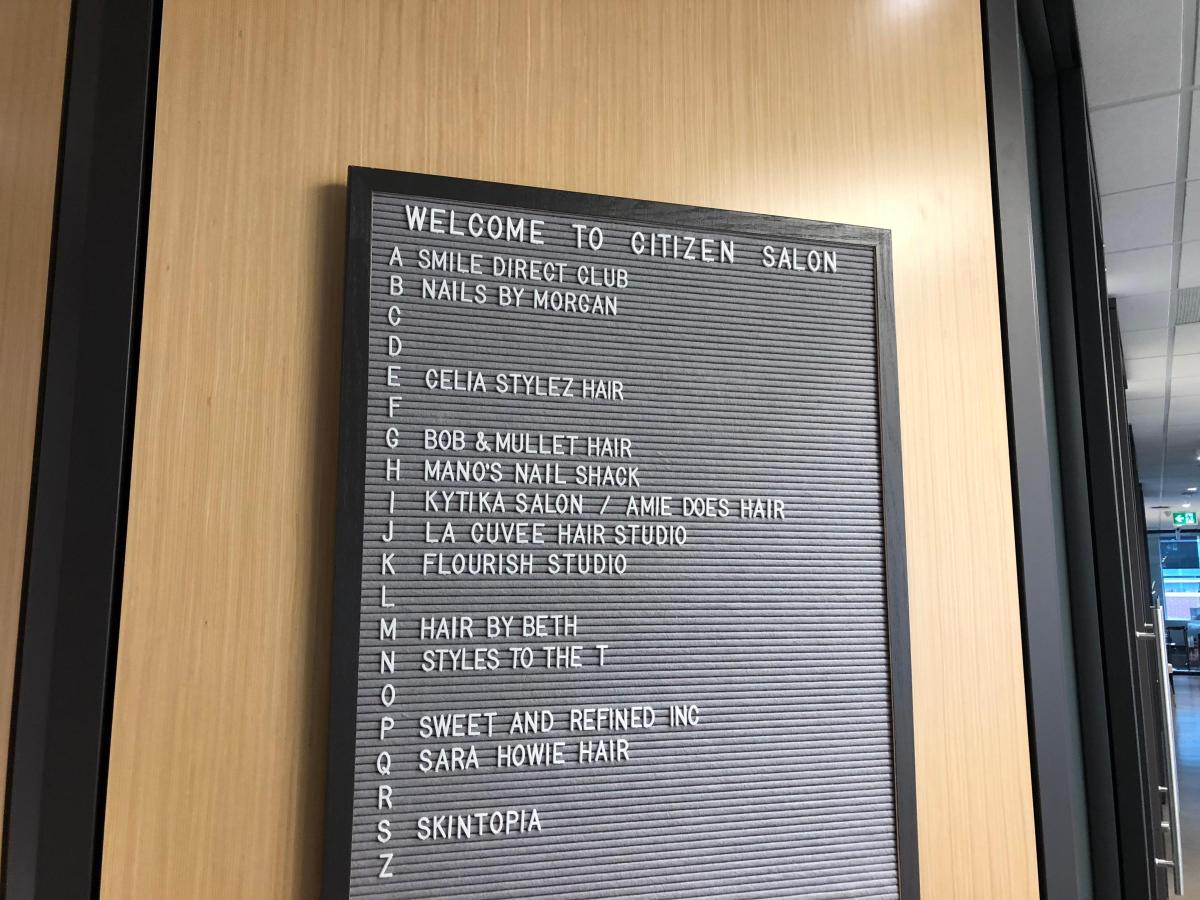 WELCOME TO CITIZEN SALON
A SMILE DIRECT CLUB
B NAILS BY MORGAN
C
D
E CELIA STYLEZ HAIR
F
G BOB & MULLET HAIR
H MANO'S NAIL SHACK
I KYTIKA SALON / AMIE DOES HAIR
J LA CUVEE HAIR STUDIO
K FLOURISH STUDIO
L
M HAIR BY BETH
N STYLES TO THE T
O
P SWEET AND REFINED INC
Q SARA HOWIE HAIR
R
S SKINTOPIA
Z